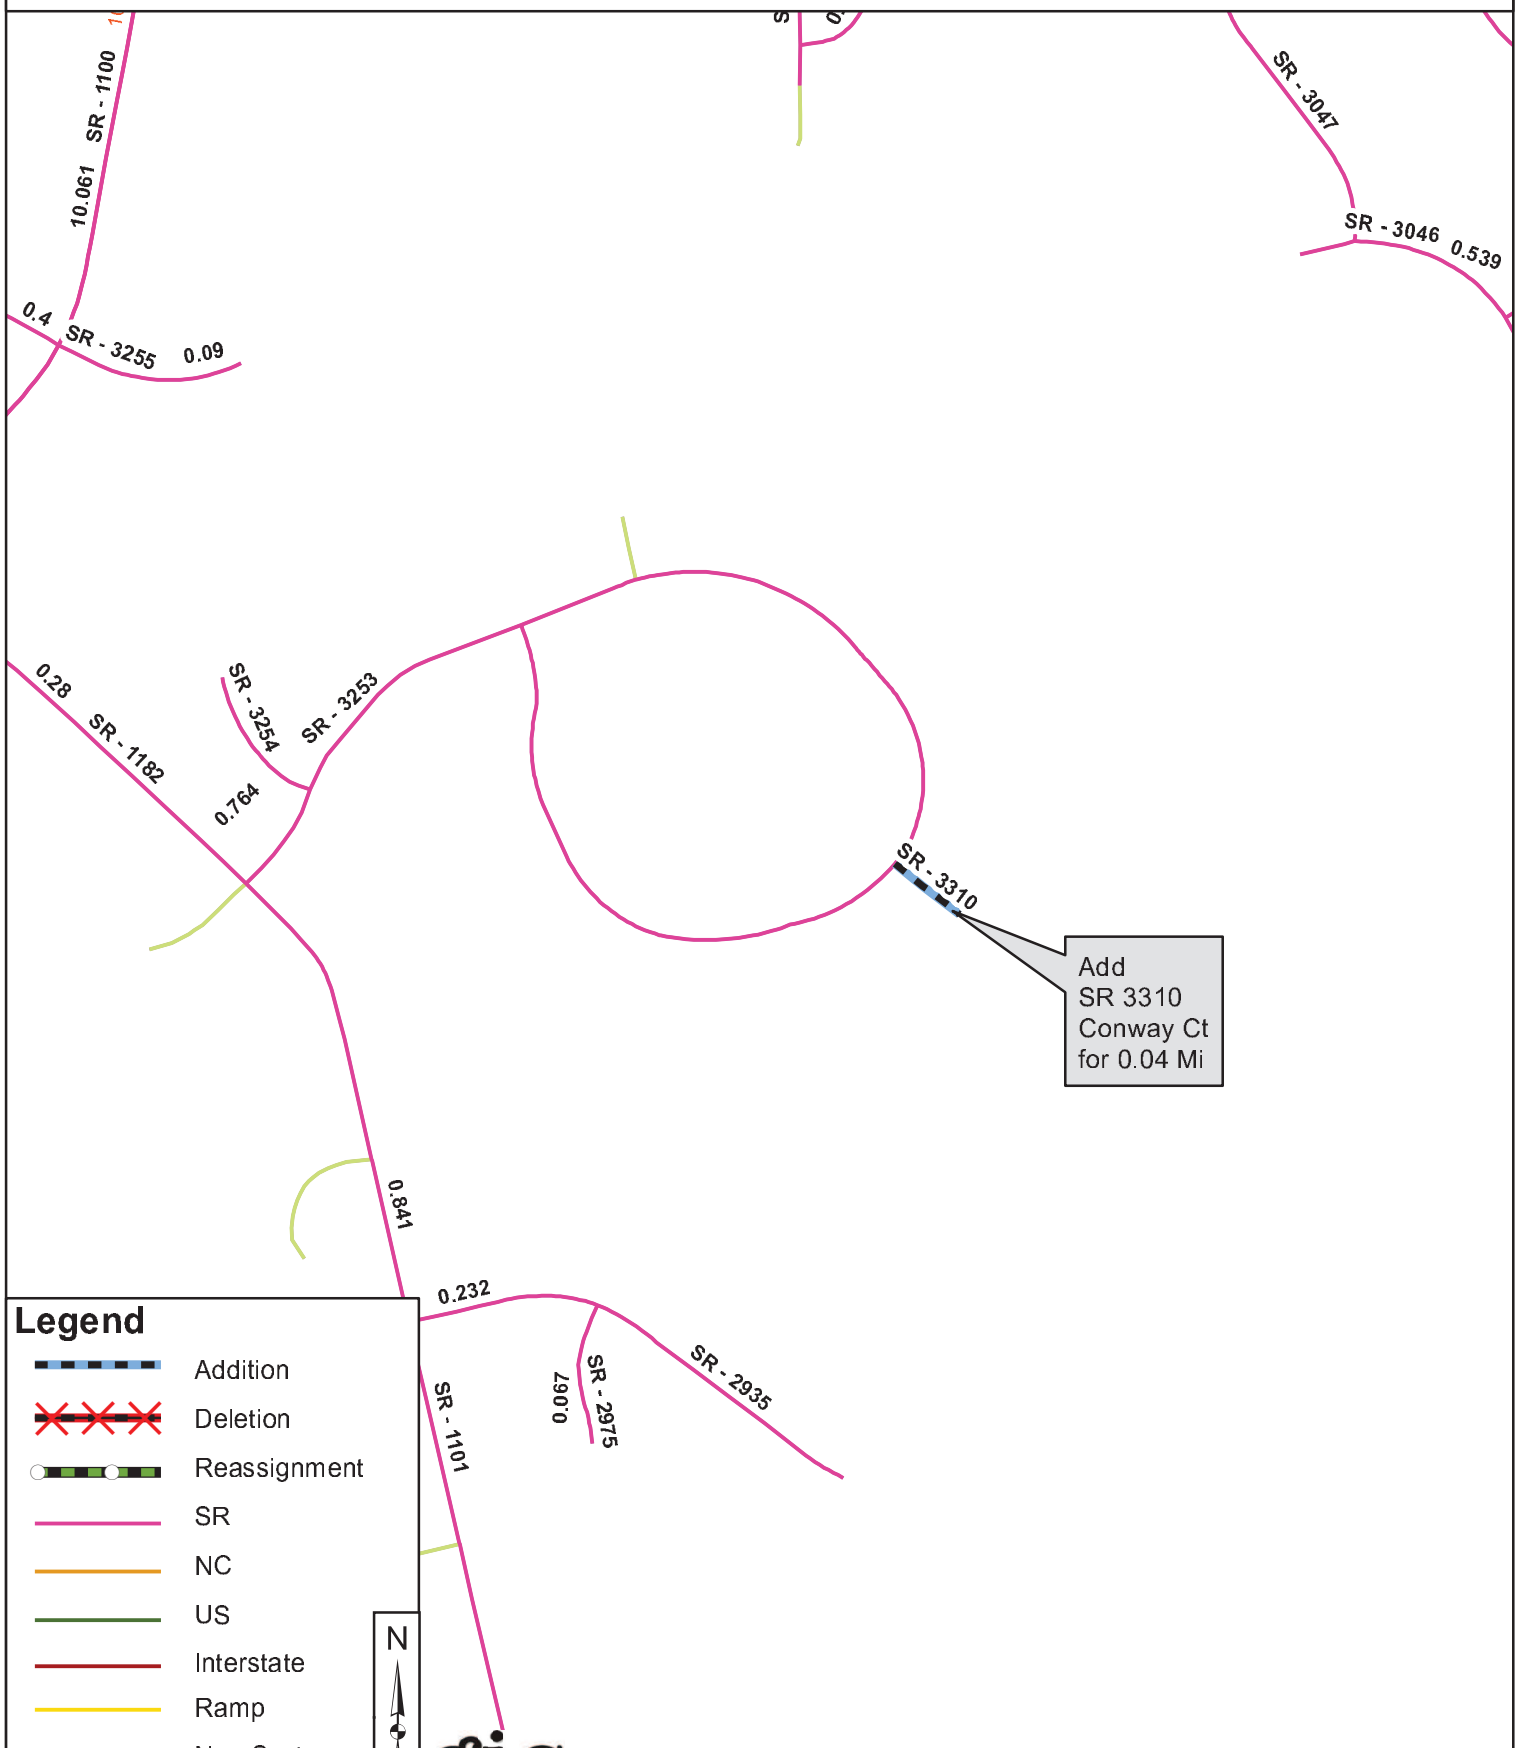 SR - 1100
10.061
SR - 3047
SR - 3046
0.539
0.4
SR - 3255
0.09
0.28
SR - 1182
SR - 3254
SR - 3253
0.764
SR - 3310
Add
SR 3310
Conway Ct
for 0.04 Mi
0.841
0.232
SR - 2935
0.067
SR - 2975
SR - 1101
Legend
Addition
Deletion
Reassignment
SR
NC
US
Interstate
Ramp
N